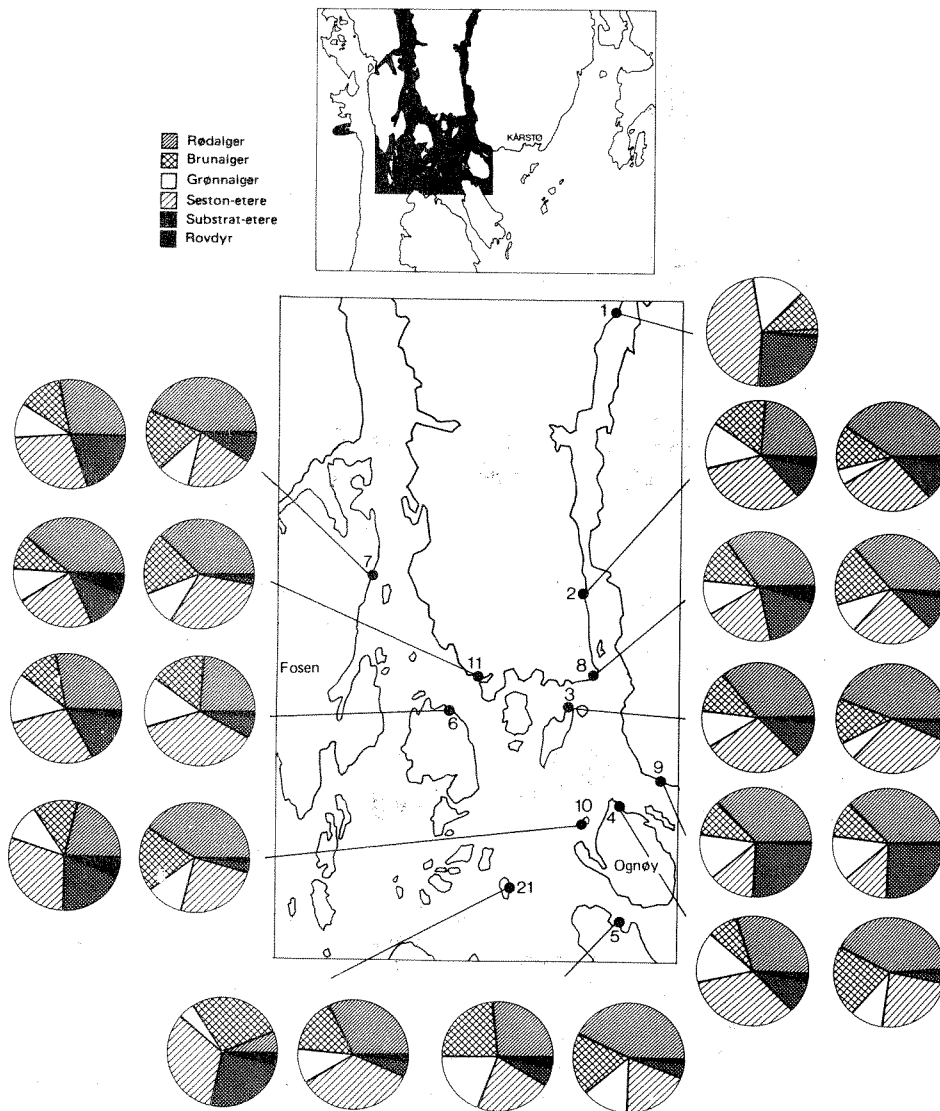 KÅRSTØ
Rødalger
Brunalger
Grønnalger
Seston-etere
Substrat-etere
Rovdyr
1
7
2
Fosen
11
8
3
6
9
10
4
Ognøy
21
5